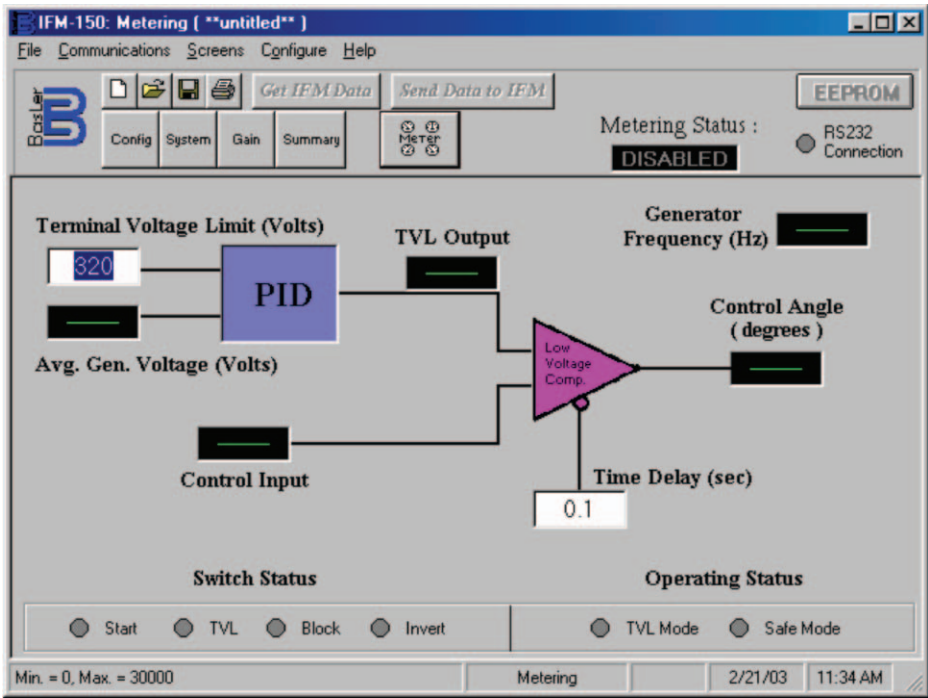 IFM-150: Metering ( **untitled** )
File Communications Screens Configure Help
Basler
Get IFM Data
Send Data to IFM
EEPROM
Config
System
Gain
Summary
METER
Metering Status :
DISABLED
RS232
Connection
Terminal Voltage Limit (Volts)
320
PID
TVL Output
Generator
Frequency (Hz)
Control Angle
( degrees )
Low
Voltage
Comp.
Avg. Gen. Voltage (Volts)
Control Input
Time Delay (sec)
0.1
Switch Status
Operating Status
Start
TVL
Block
Invert
TVL Mode
Safe Mode
Min. = 0, Max. = 30000
Metering
2/21/03
11:34 AM